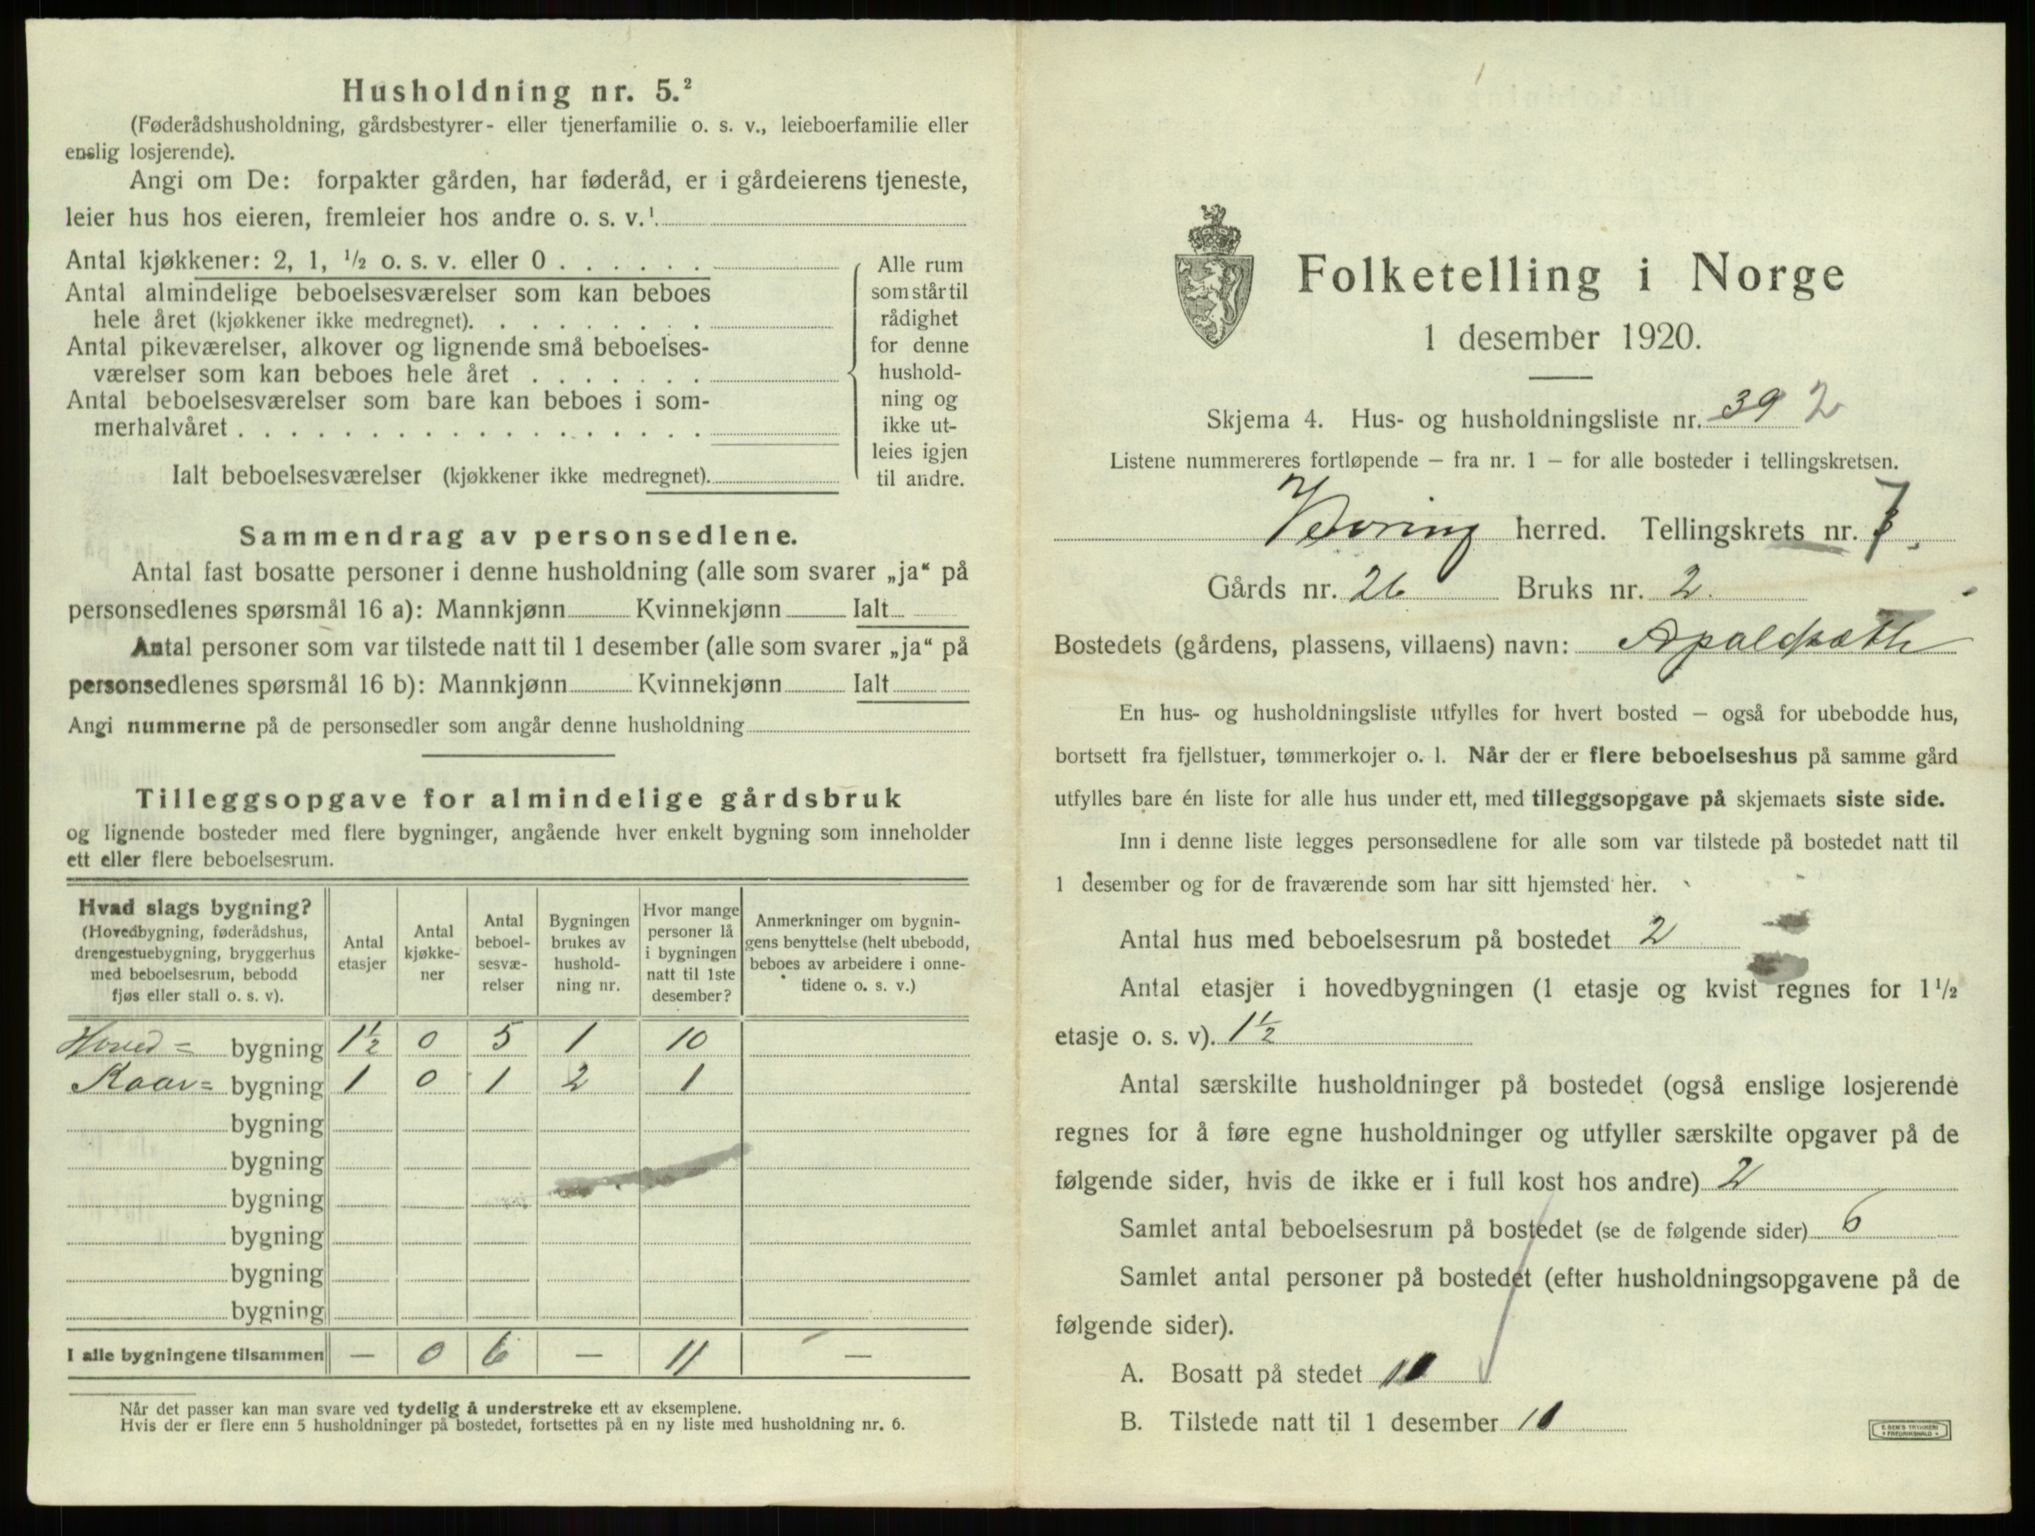 Husholdning nr. 5.²
(Føderådshusholdning, gårdsbestyrer- eller tjenerfamilie o. s. v., leieboerfamilie eller
enslig losjerende).
Angi om De: forpakter gården, har føderåd, er i gårdeierens tjeneste,
leier hus hos eieren, fremleier hos andre o. s. v.¹
Antal kjøkkener: 2, 1, ½ o. s. v. eller 0 . . . . . .
Antal almindelige beboelsesværelser som kan beboes
hele året (kjøkkener ikke medregnet). . . . . . . . .
Antal pikeværelser, alkover og lignende små beboelses-
værelser som kan beboes hele året . . . . . . .
Antal beboelsesværelser som bare kan beboes i som-
merhalvåret . . . . . . . . . . . . . . . . . .
Ialt beboelsesværelser (kjøkkener ikke medregnet).
Alle rum
som står til
rådighet
for denne
hushold-
ning og
ikke ut-
leies igjen
til andre.
Sammendrag av personsedlene.
Antal fast bosatte personer i denne husholdning (alle som svarer „ja“ på
personsedlenes spørsmål 16 a): Mannkjønn Kvinnekjønn Ialt
Antal personer som var tilstede natt til 1 desember (alle som svarer „ja“ på
personsedlenes spørsmål 16 b): Mannkjønn Kvinnekjønn Ialt
Angi nummerne på de personsedler som angår denne husholdning
Tilleggsopgave for almindelige gårdsbruk
og lignende bosteder med flere bygninger, angående hver enkelt bygning som inneholder
ett eller flere beboelsesrum.
Hvad slags bygning?
(Hovedbygning, føderådshus,
drengestuebygning, bryggerhus
med beboelsesrum, bebodd
fjøs eller stall o. s. v).
Antal
etasjer
Antal
kjøkke-
ner
Antal
beboel-
sesvæ-
relser
Bygningen
brukes av
hushold-
ning nr.
Hvor mange
personer lå
i bygningen
natt til 1ste
desember?
Anmerkninger om bygnin-
gens benyttelse (helt ubebodd,
beboes av arbeidere i onne-
tidene o. s. v.)
Hoved= bygning 1½ 0 5 1 10
Kaar= bygning 1 0 1 2 1
bygning
bygning
bygning
bygning
bygning
bygning
I alle bygningene tilsammen — 0 6 — 11 —
Når det passer kan man svare ved tydelig å understreke ett av eksemplene.
Hvis der er flere enn 5 husholdninger på bostedet, fortsettes på en ny liste med husholdning nr. 6.
Folketelling i Norge
1 desember 1920.
Skjema 4. Hus- og husholdningsliste nr. 39 2
Listene nummereres fortløpende – fra nr. 1 – for alle bosteder i tellingskretsen.
Vevring herred. Tellingskrets nr. 7.
Gårds nr. 26 Bruks nr. 2.
Bostedets (gårdens, plassens, villaens) navn: Apalsæth
En hus- og husholdningsliste utfylles for hvert bosted – også for ubebodde hus,
bortsett fra fjellstuer, tømmerkojer o. l. Når der er flere beboelseshus på samme gård
utfylles bare én liste for alle hus under ett, med tilleggsopgave på skjemaets siste side.
Inn i denne liste legges personsedlene for alle som var tilstede på bostedet natt til
1 desember og for de fraværende som har sitt hjemsted her.
Antal hus med beboelsesrum på bostedet 2
Antal etasjer i hovedbygningen (1 etasje og kvist regnes for 1½
etasje o. s. v). 1½
Antal særskilte husholdninger på bostedet (også enslige losjerende
regnes for å føre egne husholdninger og utfyller særskilte opgaver på de
følgende sider, hvis de ikke er i full kost hos andre) 2
Samlet antal beboelsesrum på bostedet (se de følgende sider) 6
Samlet antal personer på bostedet (efter husholdningsopgavene på de
følgende sider).
A. Bosatt på stedet 11
B. Tilstede natt til 1 desember 11
E. SEM'S TRYKKERI
FREDRIKSHALD